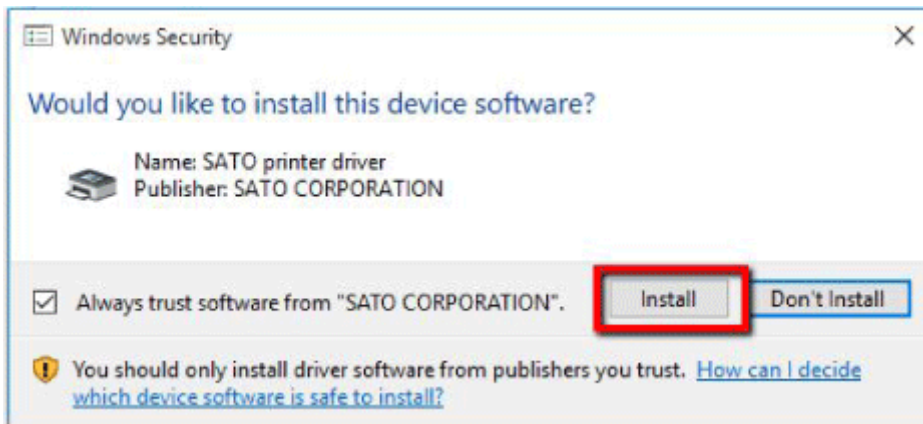 Windows Security
Would you like to install this device software?
Name: SATO printer driver
Publisher: SATO CORPORATION
Always trust software from "SATO CORPORATION".
Install
Don't Install
You should only install driver software from publishers you trust. How can I decide
which device software is safe to install?